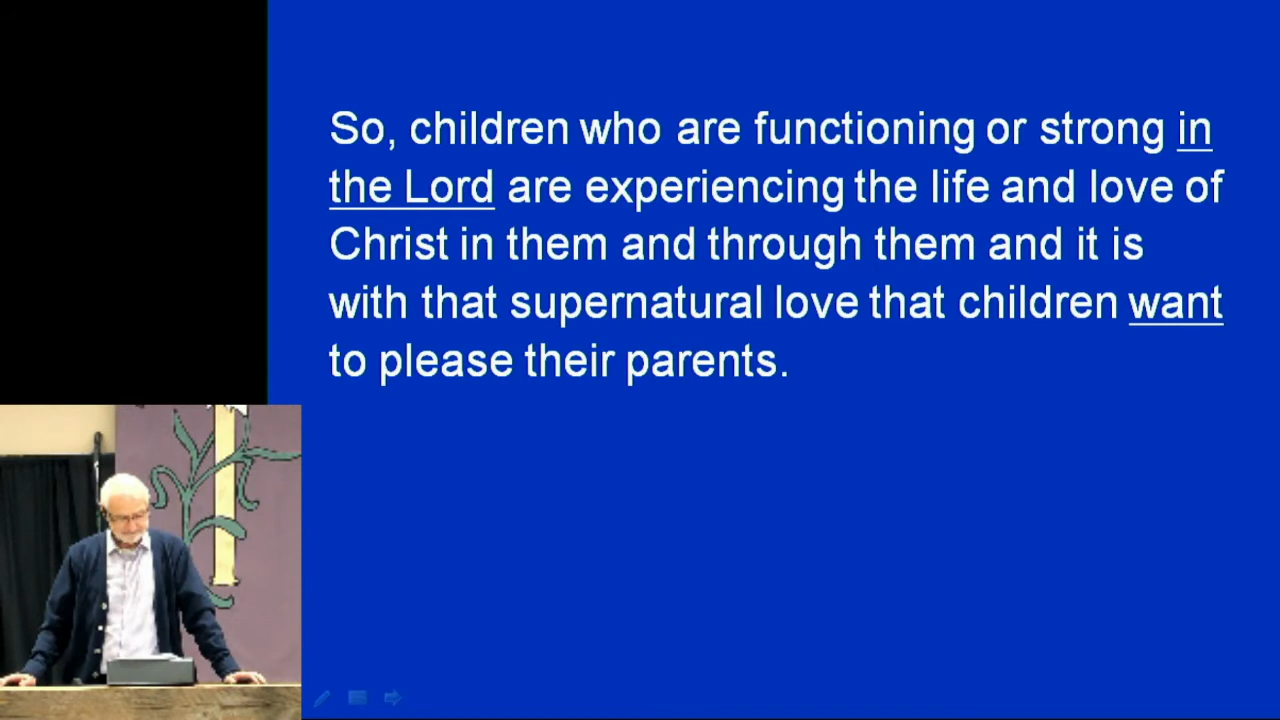 So, children who are functioning or strong in
the Lord are experiencing the life and love of
Christ in them and through them and it is
with that supernatural love that children want
to please their parents.